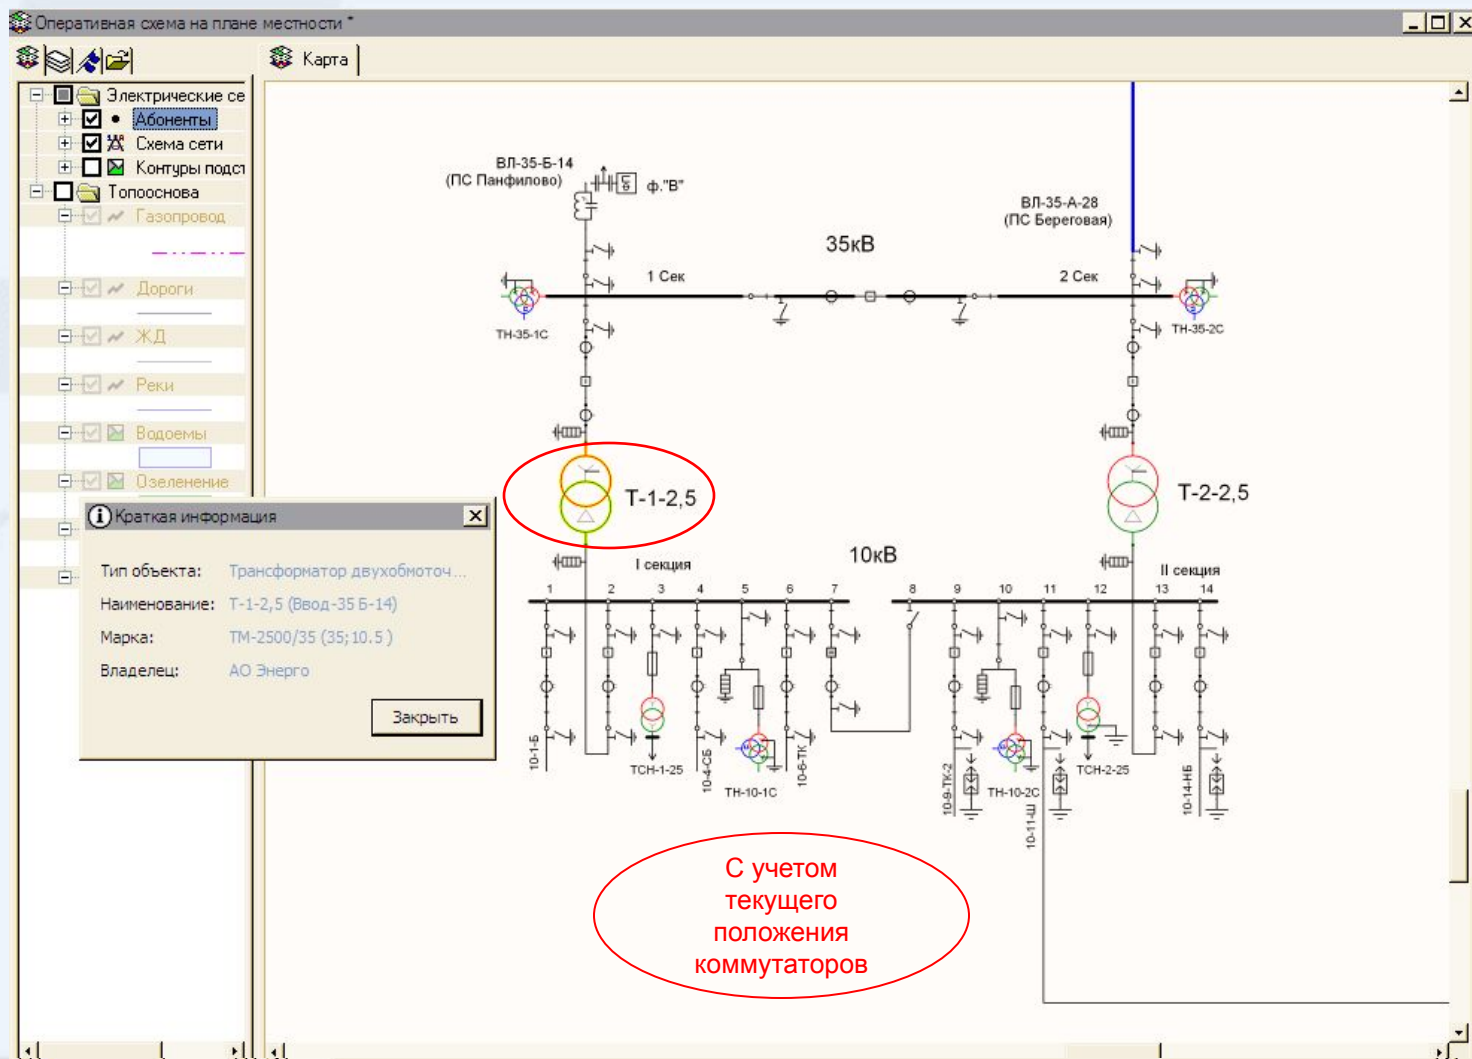 Оперативная схема на плане местности *
Карта
Электрические се
Абоненты
Схема сети
Контуры подст
Топооснова
Газопровод
Дороги
ЖД
Реки
Водоемы
Озеленение
ВЛ-35-Б-14
(ПС Панфилово)
ф."В"
ВЛ-35-А-28
(ПС Береговая)
35кВ
1 Сек
2 Сек
ТН-35-1С
ТН-35-2С
Т-1-2,5
Т-2-2,5
10кВ
I секция
II секция
1 2 3 4 5 6 7 8 9 10 11 12 13 14
10-1-Б
ТСН-1-25
10-4-СБ
ТН-10-1С
10-6-ТК
10-9-ТК-2
ТН-10-2С
10-11-Ш
ТСН-2-25
10-14-НБ
Краткая информация
Тип объекта: Трансформатор двухобмоточ...
Наименование: Т-1-2,5 (Ввод-35 Б-14)
Марка: ТМ-2500/35 (35;10.5 )
Владелец: АО Энерго
Закрыть
С учетом
текущего
положения
коммутаторов